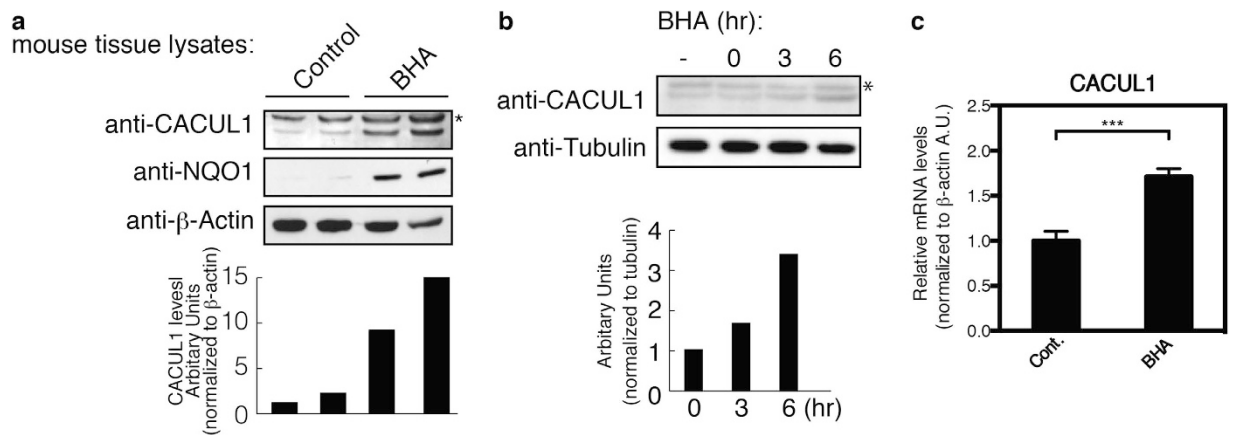 a
mouse tissue lysates:
Control
BHA
anti-CACUL1
*
anti-NQO1
anti-β-Actin
CACUL1 levesl
Arbitary Units
(normalized to β-actin)
15
10
5
0
b
BHA (hr):
- 0 3 6
anti-CACUL1
*
anti-Tubulin
Arbitary Units
(normalized to tubulin)
4
3
2
1
0
0 3 6 (hr)
c
CACUL1
Relative mRNA levels
(normalized to β-actin A.U.)
2.5
2.0
1.5
1.0
0.5
0.0
***
Cont.
BHA